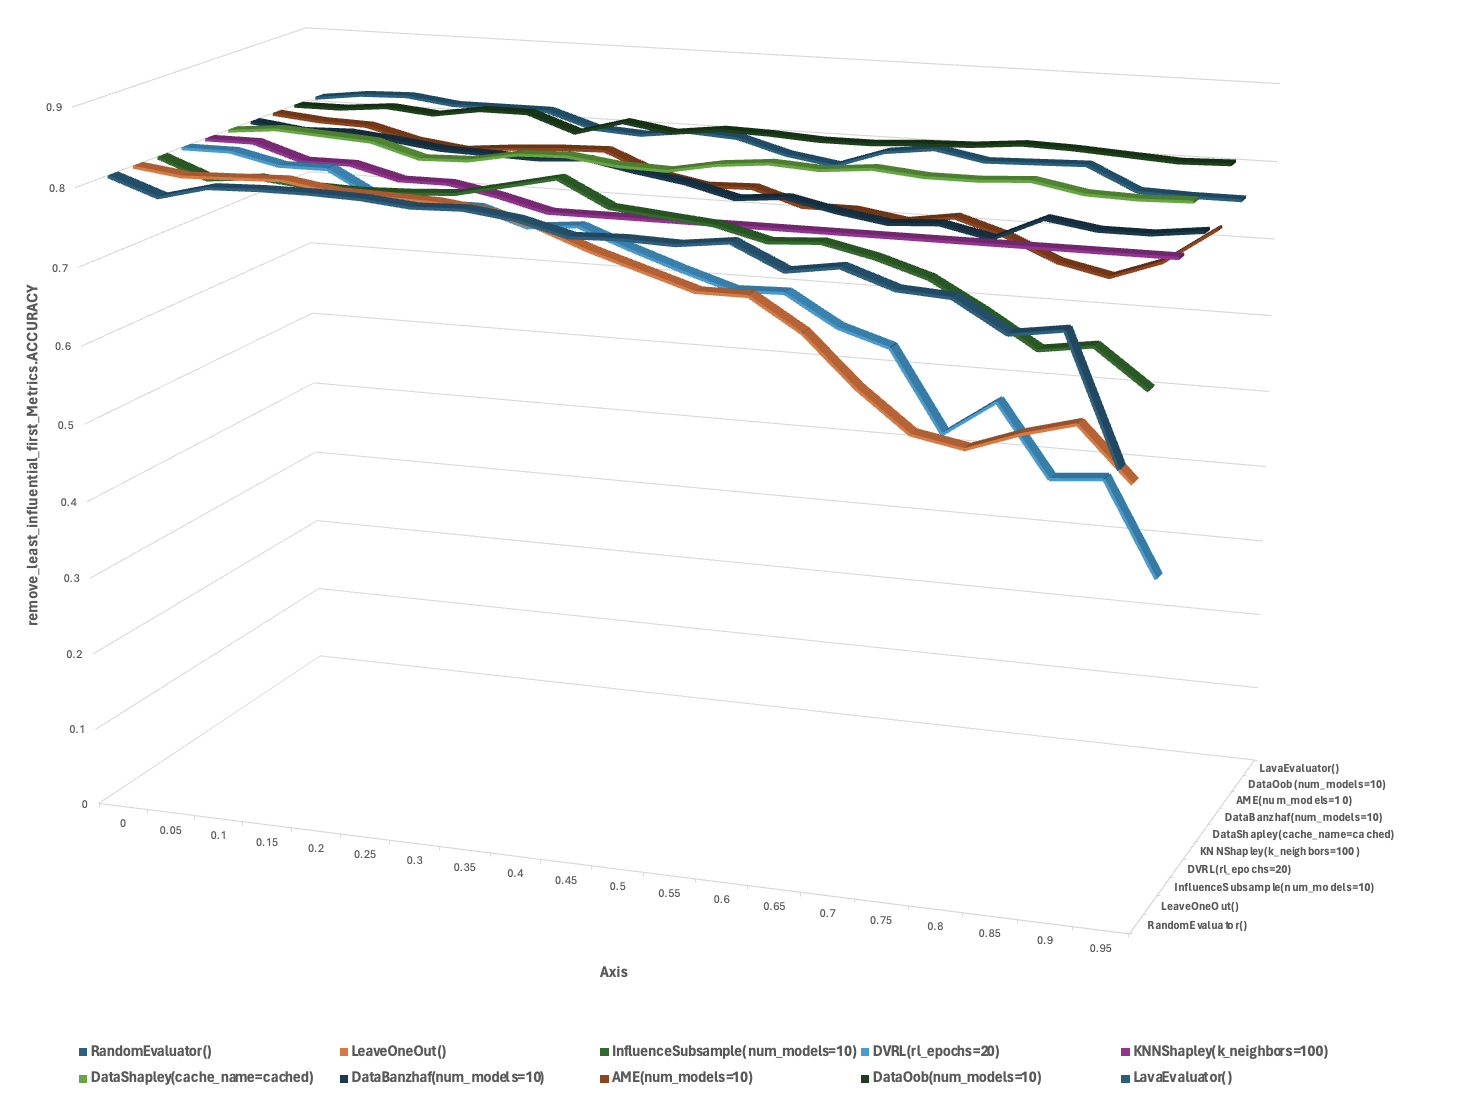 0.9
0.8
0.7
0.6
0.5
0.4
0.3
0.2
0.1
0
remove_least_influential_first_Metrics.ACCURACY
0
0.05
0.1
0.15
0.2
0.25
0.3
0.35
0.4
0.45
0.5
0.55
0.6
0.65
0.7
0.75
0.8
0.85
0.9
0.95
LavaEvaluator()
DataOob(num_models=10)
AME(num_models=10)
DataBanzhaf(num_models=10)
DataShapley(cache_name=cached)
KNNShapley(k_neighbors=100)
DVRL(rl_epochs=20)
InfluenceSubsample(num_models=10)
LeaveOneOut()
RandomEvaluator()
Axis
RandomEvaluator() LeaveOneOut() InfluenceSubsample(num_models=10) DVRL(rl_epochs=20) KNNShapley(k_neighbors=100)
DataShapley(cache_name=cached) DataBanzhaf(num_models=10) AME(num_models=10) DataOob(num_models=10) LavaEvaluator()